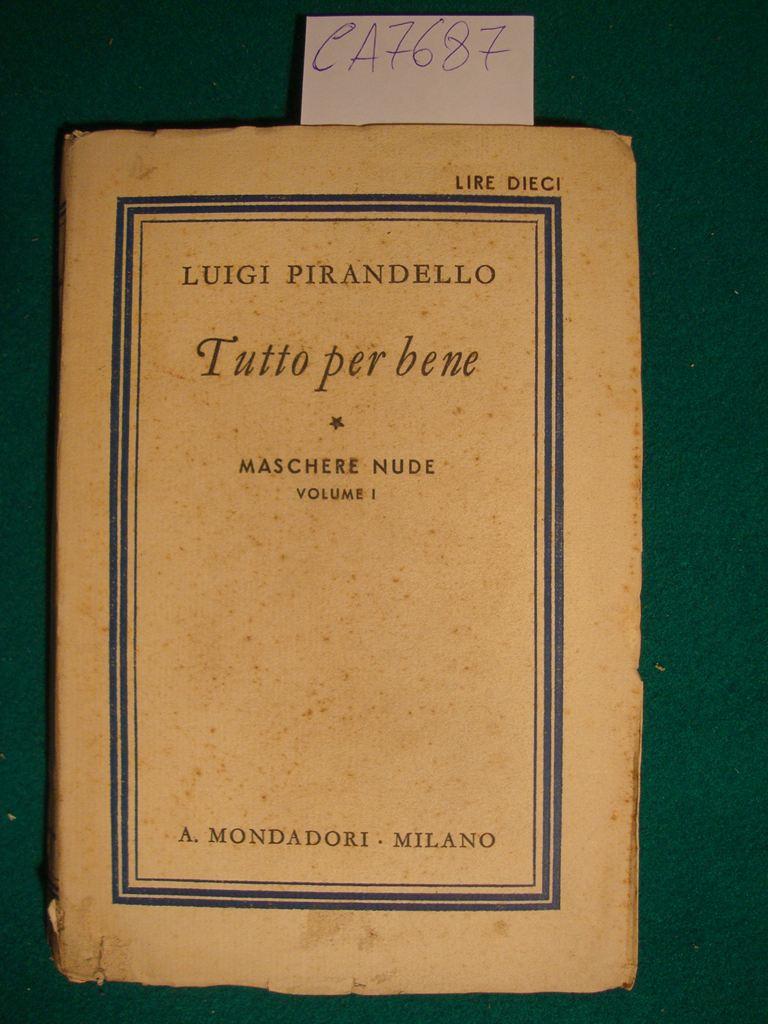 CA7687
LIRE DIECI
LUIGI PIRANDELLO
Tutto per bene
MASCHERE NUDE
VOLUME I
A. MONDADORI · MILANO